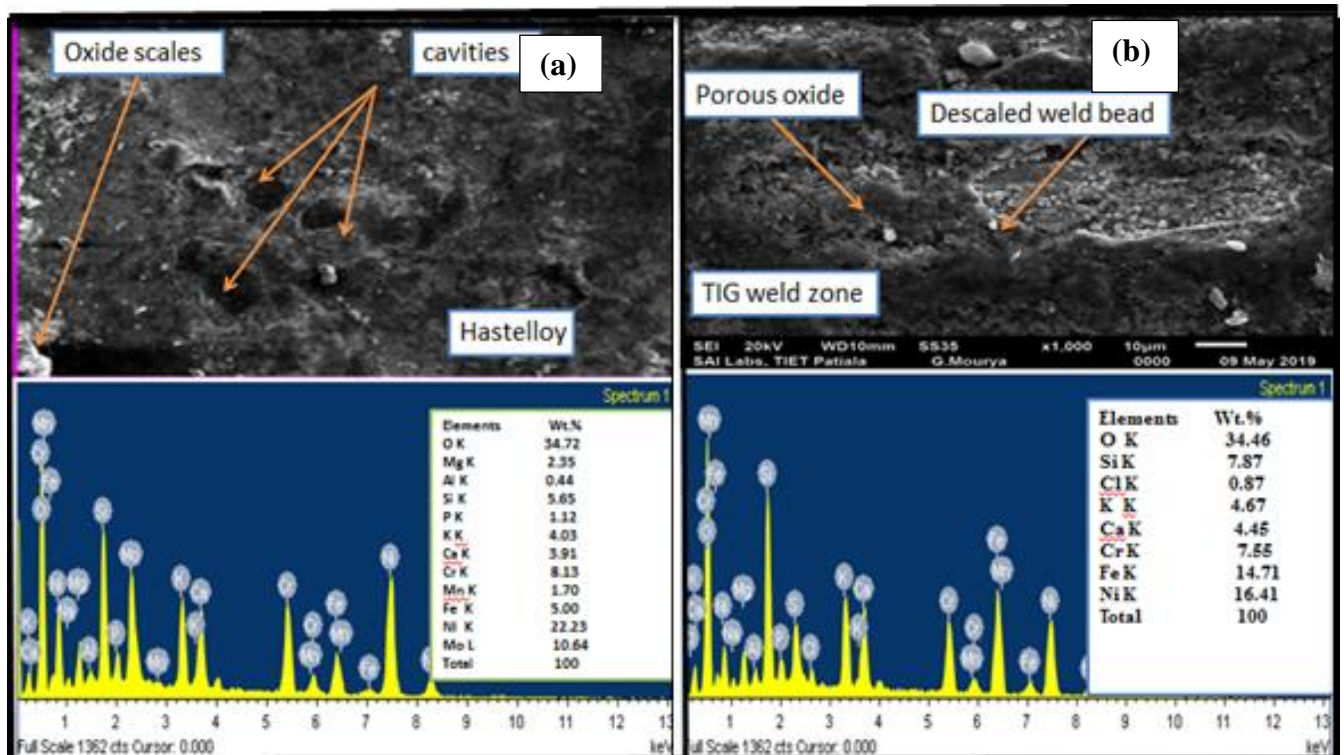 Oxide scales
cavities
(a)
Hastelloy
Spectrum 1
Elements Wt.%
O K 34.72
Mg K 2.35
Al K 0.44
Si K 5.65
P K 1.12
K K 4.03
Ca K 3.91
Cr K 8.13
Mn K 1.70
Fe K 5.00
Ni K 22.23
Mo L 10.64
Total 100
1 2 3 4 5 6 7 8 9 10 11 12 13
Full Scale 1362 cts Cursor: 0.000 keV
(b)
Porous oxide
Descaled weld bead
TIG weld zone
SEI 20kV WD10mm SS35 x1,000 10µm
SAI Labs, TIET Patiala G.Mourya 0000 09 May 2019
Spectrum 1
Elements Wt.%
O K 34.46
Si K 7.87
Cl K 0.87
K K 4.67
Ca K 4.45
Cr K 7.55
Fe K 14.71
Ni K 16.41
Total 100
1 2 3 4 5 6 7 8 9 10 11 12 13
ull Scale 1362 cts Cursor: 0.000 keV